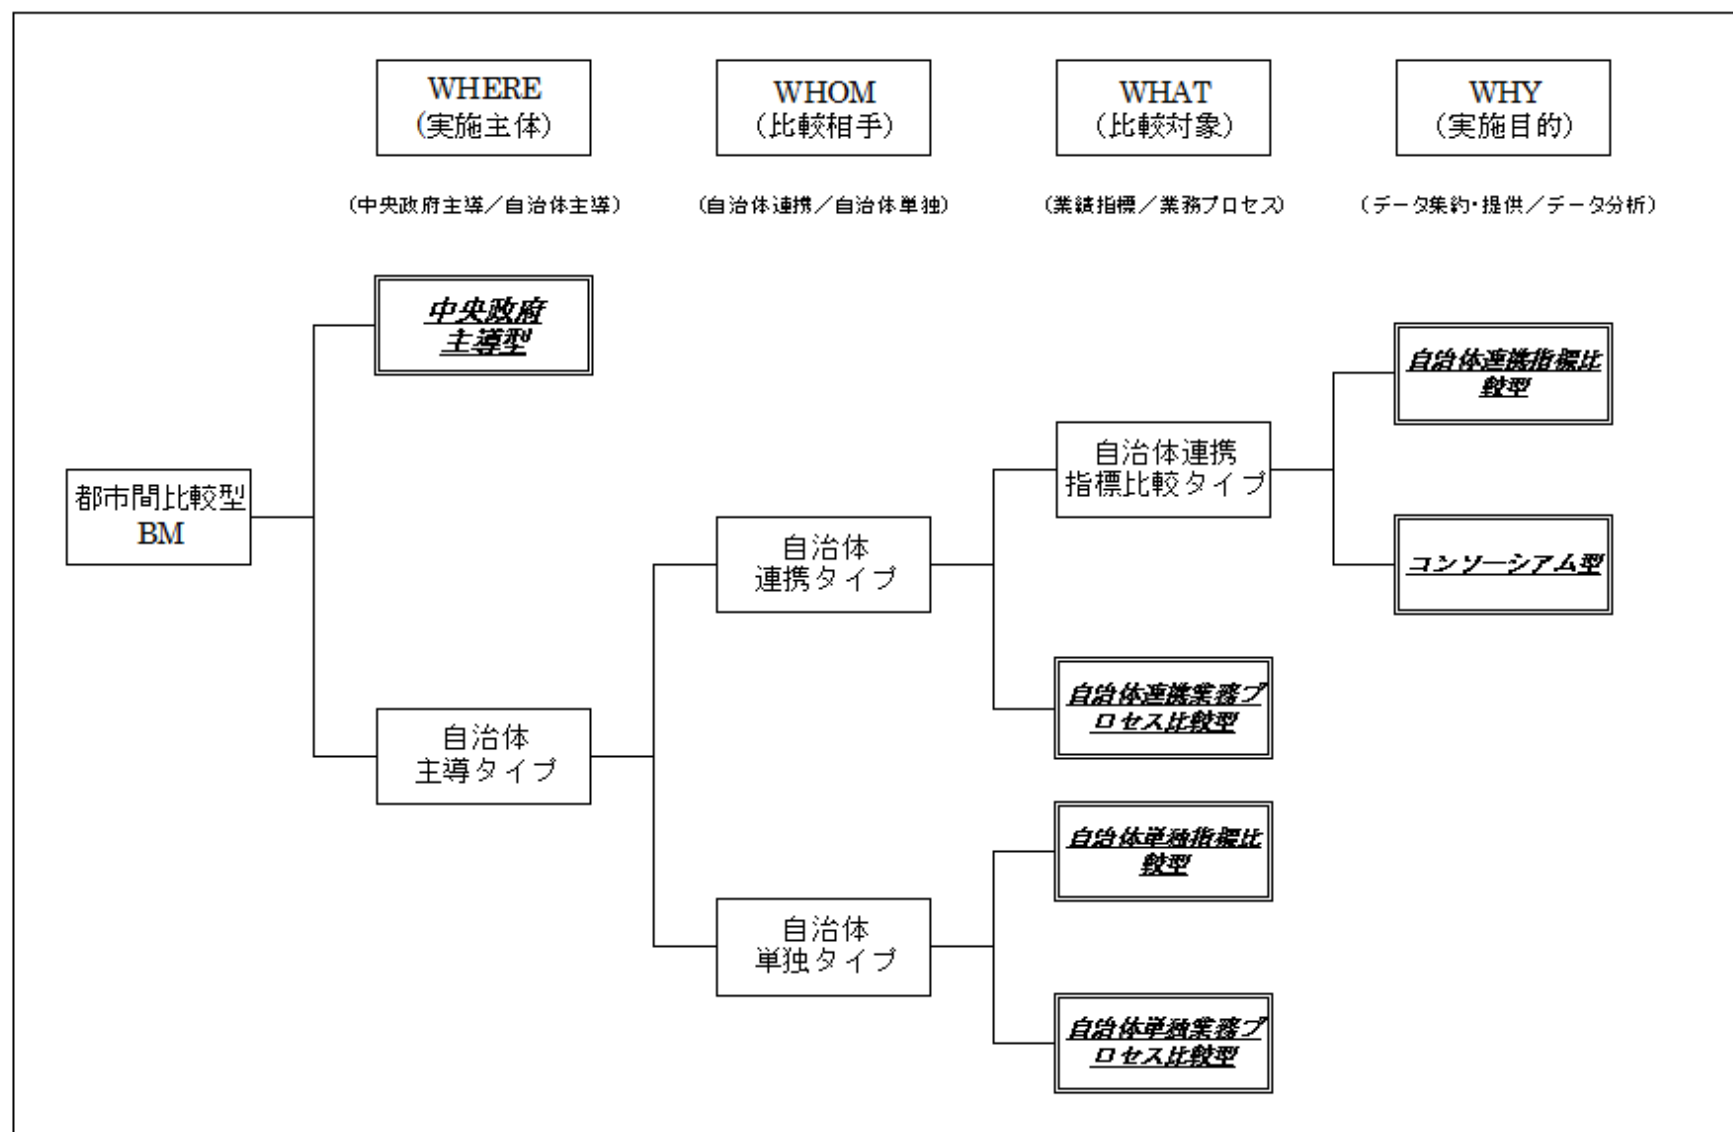 WHERE
(実施主体)
WHOM
(比較相手)
WHAT
(比較対象)
WHY
(実施目的)
(中央政府主導／自治体主導)
(自治体連携／自治体単独)
(業績指標／業務プロセス)
(データ集約・提供／データ分析)
中央政府
主導型
自治体連携指標比
較型
自治体連携
指標比較タイプ
都市間比較型
BM
自治体
連携タイプ
コンソーシアム型
自治体連携業務プ
ロセス比較型
自治体
主導タイプ
自治体単独指標比
較型
自治体
単独タイプ
自治体単独業務プ
ロセス比較型